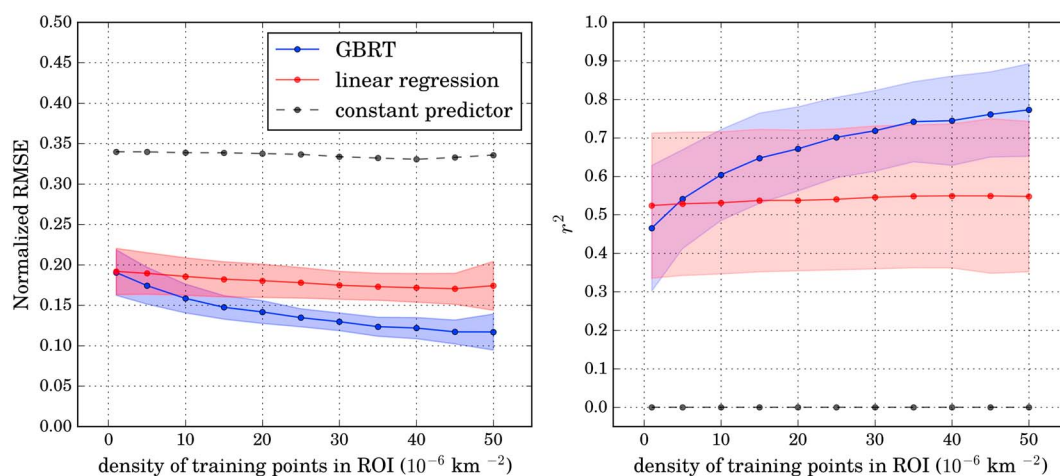 0.50
0.45
0.40
0.35
0.30
0.25
0.20
0.15
0.10
0.05
0.00
Normalized RMSE
GBRT
linear regression
constant predictor
0 10 20 30 40 50
density of training points in ROI (10⁻⁶ km ⁻²)
1.0
0.9
0.8
0.7
0.6
0.5
0.4
0.3
0.2
0.1
0.0
r²
0 10 20 30 40 50
density of training points in ROI (10⁻⁶ km ⁻²)